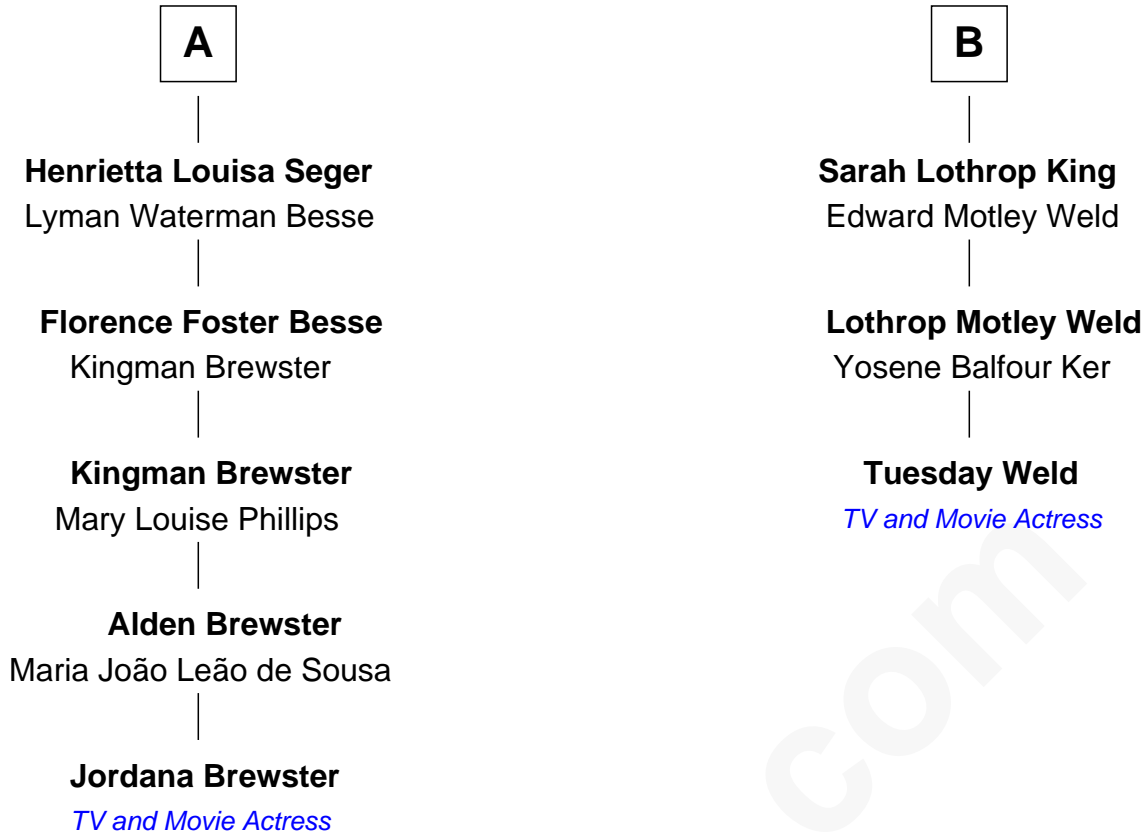 A
Henrietta Louisa Seger
Lyman Waterman Besse
Florence Foster Besse
Kingman Brewster
Kingman Brewster
Mary Louise Phillips
Alden Brewster
Maria João Leão de Sousa
Jordana Brewster
TV and Movie Actress
B
Sarah Lothrop King
Edward Motley Weld
Lothrop Motley Weld
Yosene Balfour Ker
Tuesday Weld
TV and Movie Actress
com